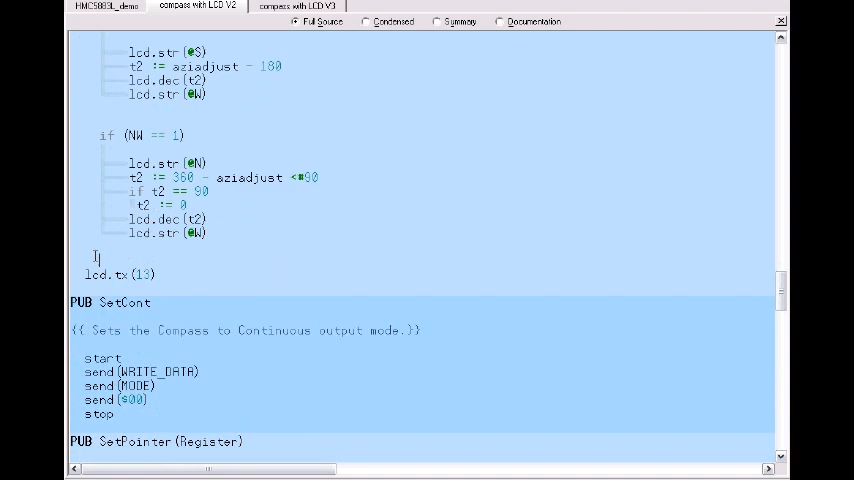 HMC5883L_demo compass with LCD V2 compass with LCD V3
Full Source Condensed Summary Documentation
lcd.str(@S)
t2 := aziadjust - 180
lcd.dec(t2)
lcd.str(@W)
if (NW == 1)
lcd.str(@N)
t2 := 360 - aziadjust <#90
if t2 == 90
t2 := 0
lcd.dec(t2)
lcd.str(@W)
lcd.tx(13)
PUB SetCont
{{ Sets the Compass to Continuous output mode.}}
start
send(WRITE_DATA)
send(MODE)
send($00)
stop
PUB SetPointer(Register)